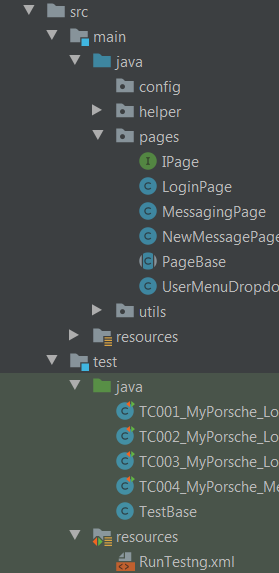 src
main
java
config
helper
pages
IPage
LoginPage
MessagingPage
NewMessagePage
PageBase
UserMenuDropdo
utils
resources
test
java
TC001_MyPorsche_Lo
TC002_MyPorsche_Lo
TC003_MyPorsche_Lo
TC004_MyPorsche_Me
TestBase
resources
RunTestng.xml